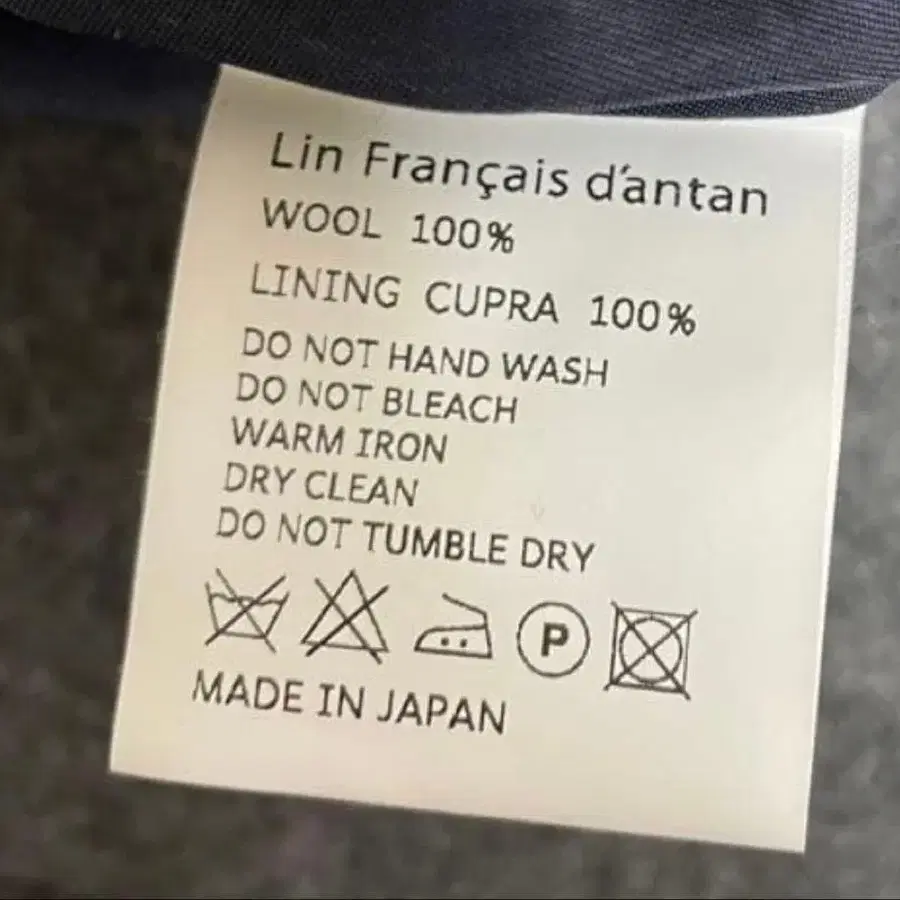 Lin Français d'antan
WOOL 100%
LINING CUPRA 100%
DO NOT HAND WASH
DO NOT BLEACH
WARM IRON
DRY CLEAN
DO NOT TUMBLE DRY
P
MADE IN JAPAN